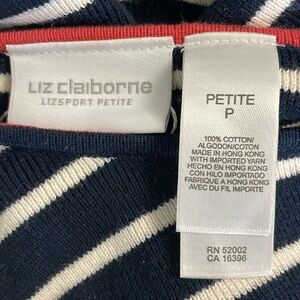 LIZ CLAIBORNE
LIZSPORT PETITE
PETITE
P
100% COTTON/
ALGODON/COTON
MADE IN HONG KONG
WITH IMPORTED YARN
HECHO EN HONG KONG
CON HILO IMPORTADO
FABRIQUE A HONG KONG
AVEC DU FIL IMPORTE
RN 52002
CA 16396